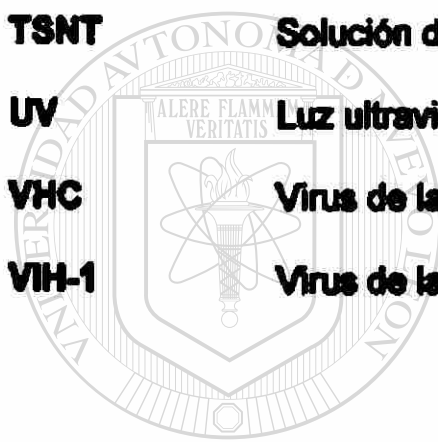 TSNT Solución d
UV Luz ultravi
VHC Virus de la
VIH-1 Virus de la
ALERE FLAMMAM
VERITATIS